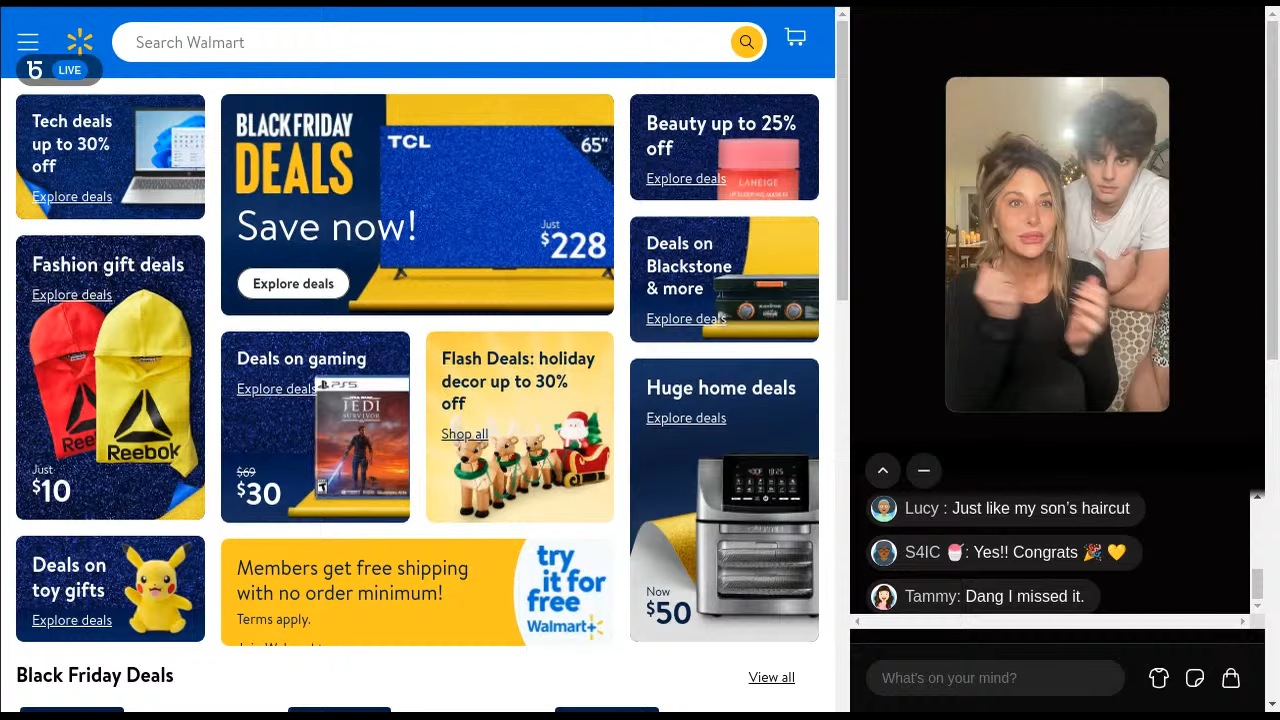 Search Walmart
LIVE
Tech deals
up to 30%
off
Explore deals
BLACK FRIDAY
DEALS
Save now!
Explore deals
TCL
65"
Just
$228
Beauty up to 25%
off
Explore deals
LANEIGE
Deals on
Blackstone
& more
Explore deals
Fashion gift deals
Explore deals
Reebok
Just
$10
Deals on gaming
Explore deals
PS5
STAR WARS
JEDI
SURVIVOR
$69
$30
Flash Deals: holiday
decor up to 30%
off
Shop all
Huge home deals
Explore deals
Now
$50
Deals on
toy gifts
Explore deals
Members get free shipping
with no order minimum!
Terms apply.
try
it for
free
Walmart+
Black Friday Deals
View all
Lucy : Just like my son's haircut
S4IC 🍧: Yes!! Congrats 🎉 💛
Tammy: Dang I missed it.
What's on your mind?